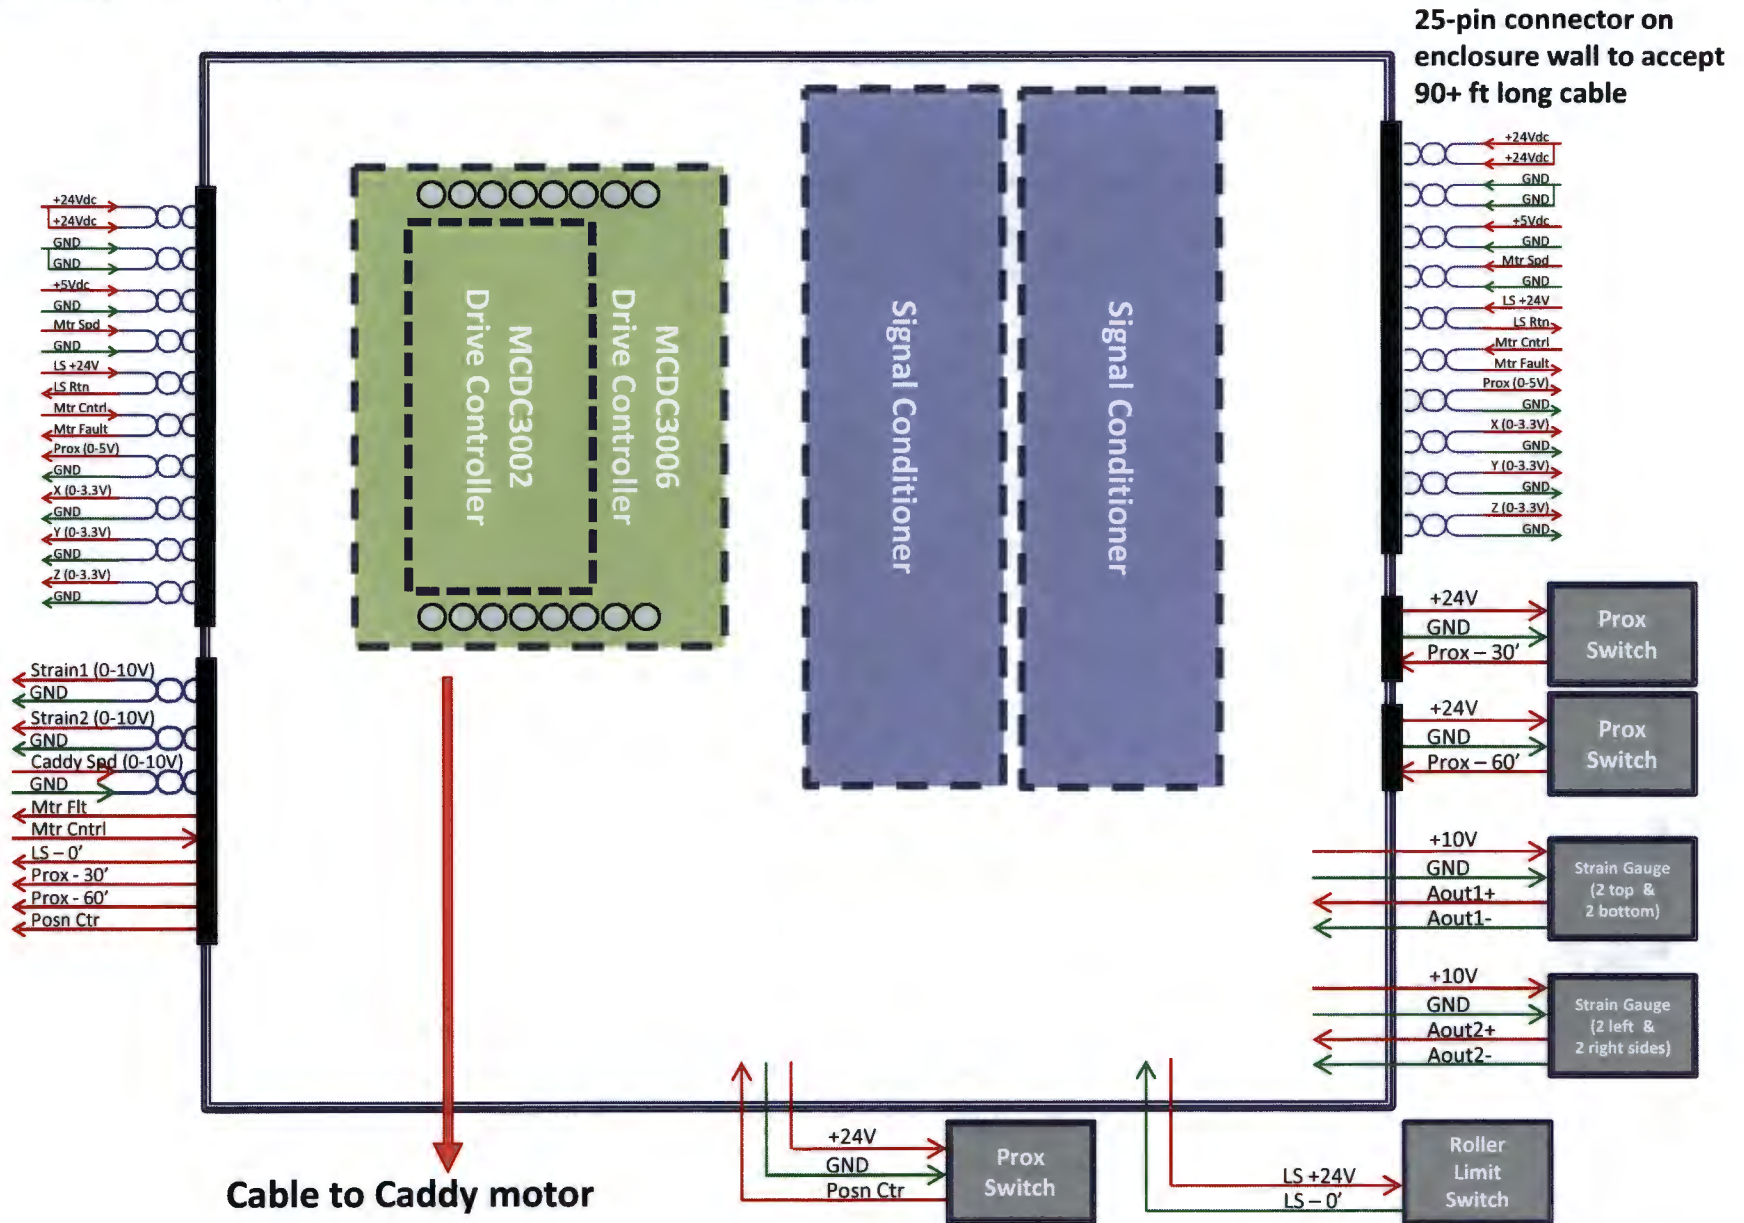 25-pin connector on
enclosure wall to accept
90+ ft long cable
+24Vdc
+24Vdc
GND
GND
+5Vdc
GND
Mtr Spd
GND
LS +24V
LS Rtn
Mtr Cntrl
Mtr Fault
Prox (0-5V)
GND
X (0-3.3V)
GND
Y (0-3.3V)
GND
Z (0-3.3V)
GND
Strain1 (0-10V)
GND
Strain2 (0-10V)
GND
Caddy Spd (0-10V)
GND
Mtr Flt
Mtr Cntrl
LS – 0’
Prox - 30’
Prox - 60’
Posn Ctr
MCDC3006
Drive Controller
MCDC3002
Drive Controller
Signal Conditioner
Signal Conditioner
+24Vdc
+24Vdc
GND
GND
+5Vdc
GND
Mtr Spd
GND
LS +24V
LS Rtn
Mtr Cntrl
Mtr Fault
Prox (0-5V)
GND
X (0-3.3V)
GND
Y (0-3.3V)
GND
Z (0-3.3V)
GND
+24V
GND
Prox – 30’
Prox
Switch
+24V
GND
Prox – 60’
Prox
Switch
+10V
GND
Aout1+
Aout1-
Strain Gauge
(2 top &
2 bottom)
+10V
GND
Aout2+
Aout2-
Strain Gauge
(2 left &
2 right sides)
Cable to Caddy motor
+24V
GND
Posn Ctr
Prox
Switch
LS +24V
LS – 0’
Roller
Limit
Switch